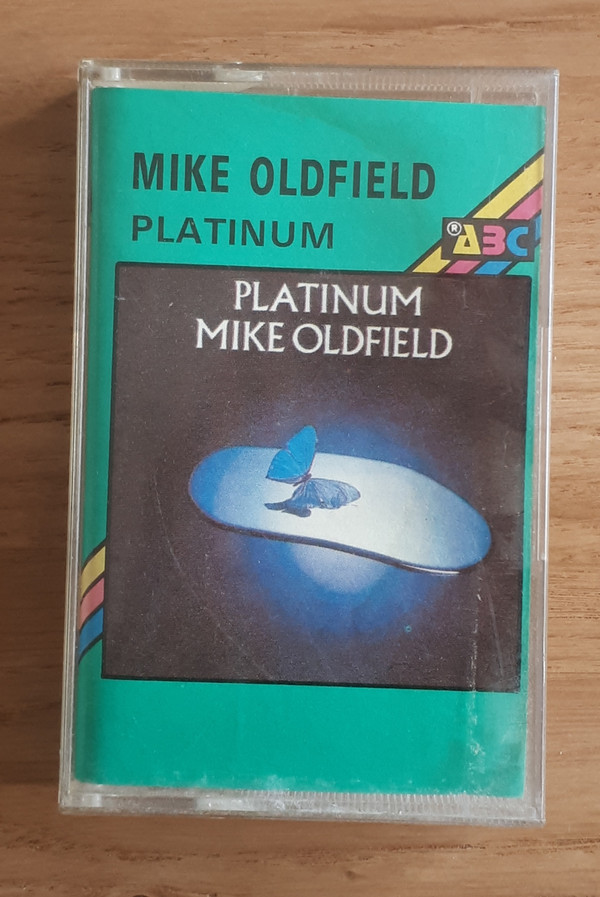 MIKE OLDFIELD
PLATINUM
® ABC
PLATINUM
MIKE OLDFIELD